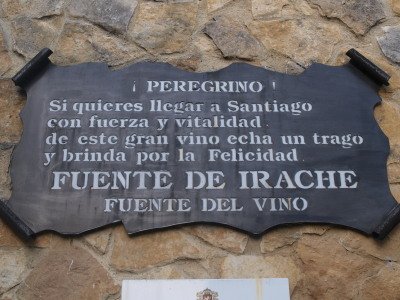 ¡ PEREGRINO !
Si quieres llegar a Santiago
con fuerza y vitalidad
de este gran vino echa un trago
y brinda por la Felicidad.
FUENTE DE IRACHE
FUENTE DEL VINO